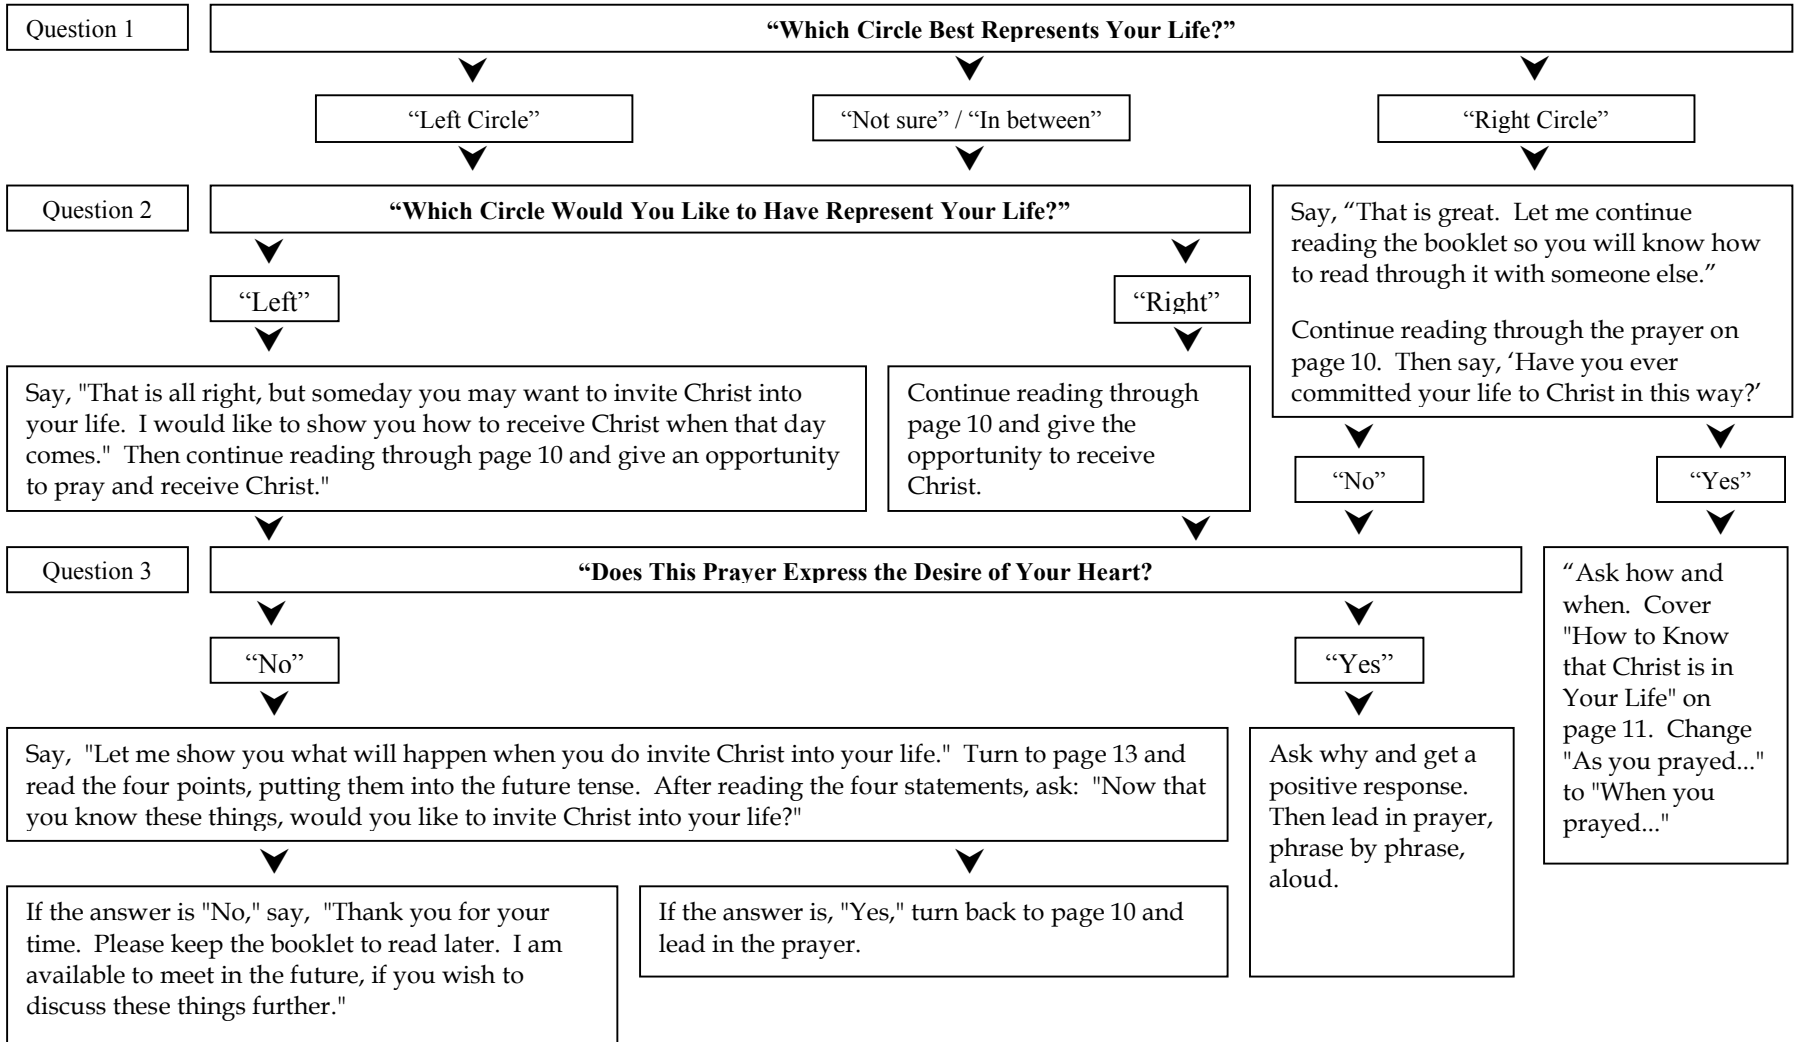 Question 1
“Which Circle Best Represents Your Life?”
“Left Circle”
“Not sure” / “In between”
“Right Circle”
Question 2
“Which Circle Would You Like to Have Represent Your Life?”
“Left”
“Right”
Say, “That is great. Let me continue
reading the booklet so you will know how
to read through it with someone else.”
Continue reading through the prayer on
page 10. Then say, ‘Have you ever
committed your life to Christ in this way?’
Say, "That is all right, but someday you may want to invite Christ into
your life. I would like to show you how to receive Christ when that day
comes." Then continue reading through page 10 and give an opportunity
to pray and receive Christ."
Continue reading through
page 10 and give the
opportunity to receive
Christ.
“No”
“Yes”
Question 3
“Does This Prayer Express the Desire of Your Heart?
“No”
“Yes”
“Ask how and
when. Cover
"How to Know
that Christ is in
Your Life" on
page 11. Change
"As you prayed..."
to "When you
prayed..."
Say, "Let me show you what will happen when you do invite Christ into your life." Turn to page 13 and
read the four points, putting them into the future tense. After reading the four statements, ask: "Now that
you know these things, would you like to invite Christ into your life?"
Ask why and get a
positive response.
Then lead in prayer,
phrase by phrase,
aloud.
If the answer is "No," say, "Thank you for your
time. Please keep the booklet to read later. I am
available to meet in the future, if you wish to
discuss these things further."
If the answer is, "Yes," turn back to page 10 and
lead in the prayer.